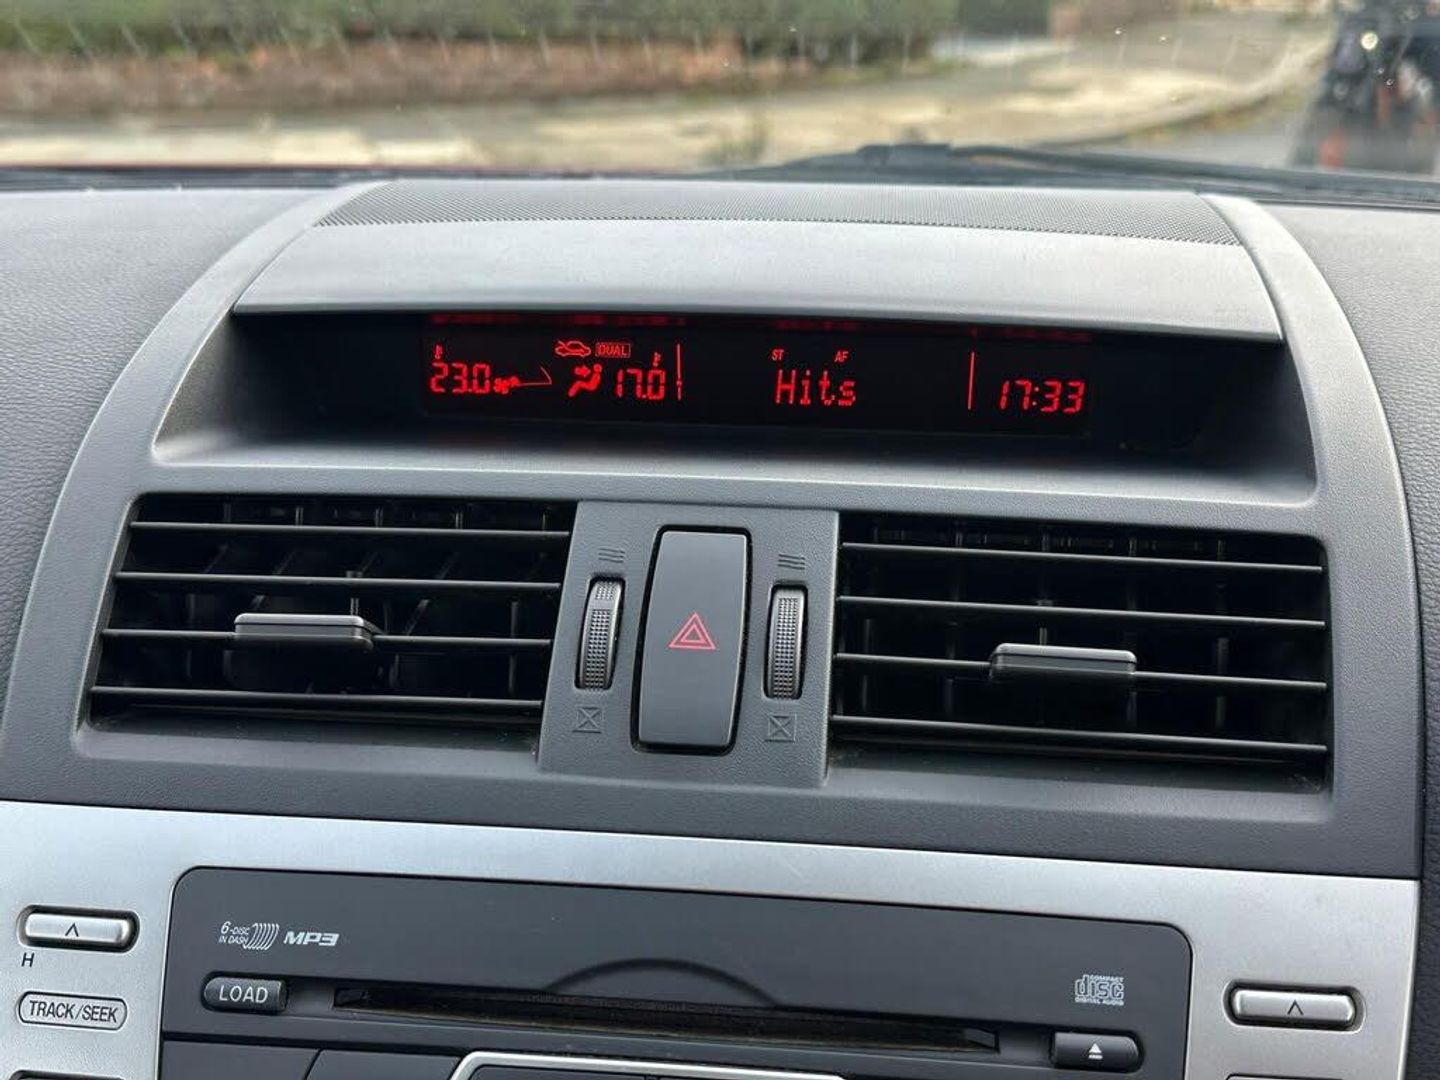 DUAL
23.0 17.0
ST AF
Hits
17:33
6-DISC
IN DASH
MP3
LOAD
COMPACT
disc
DIGITAL AUDIO
H
TRACK/SEEK